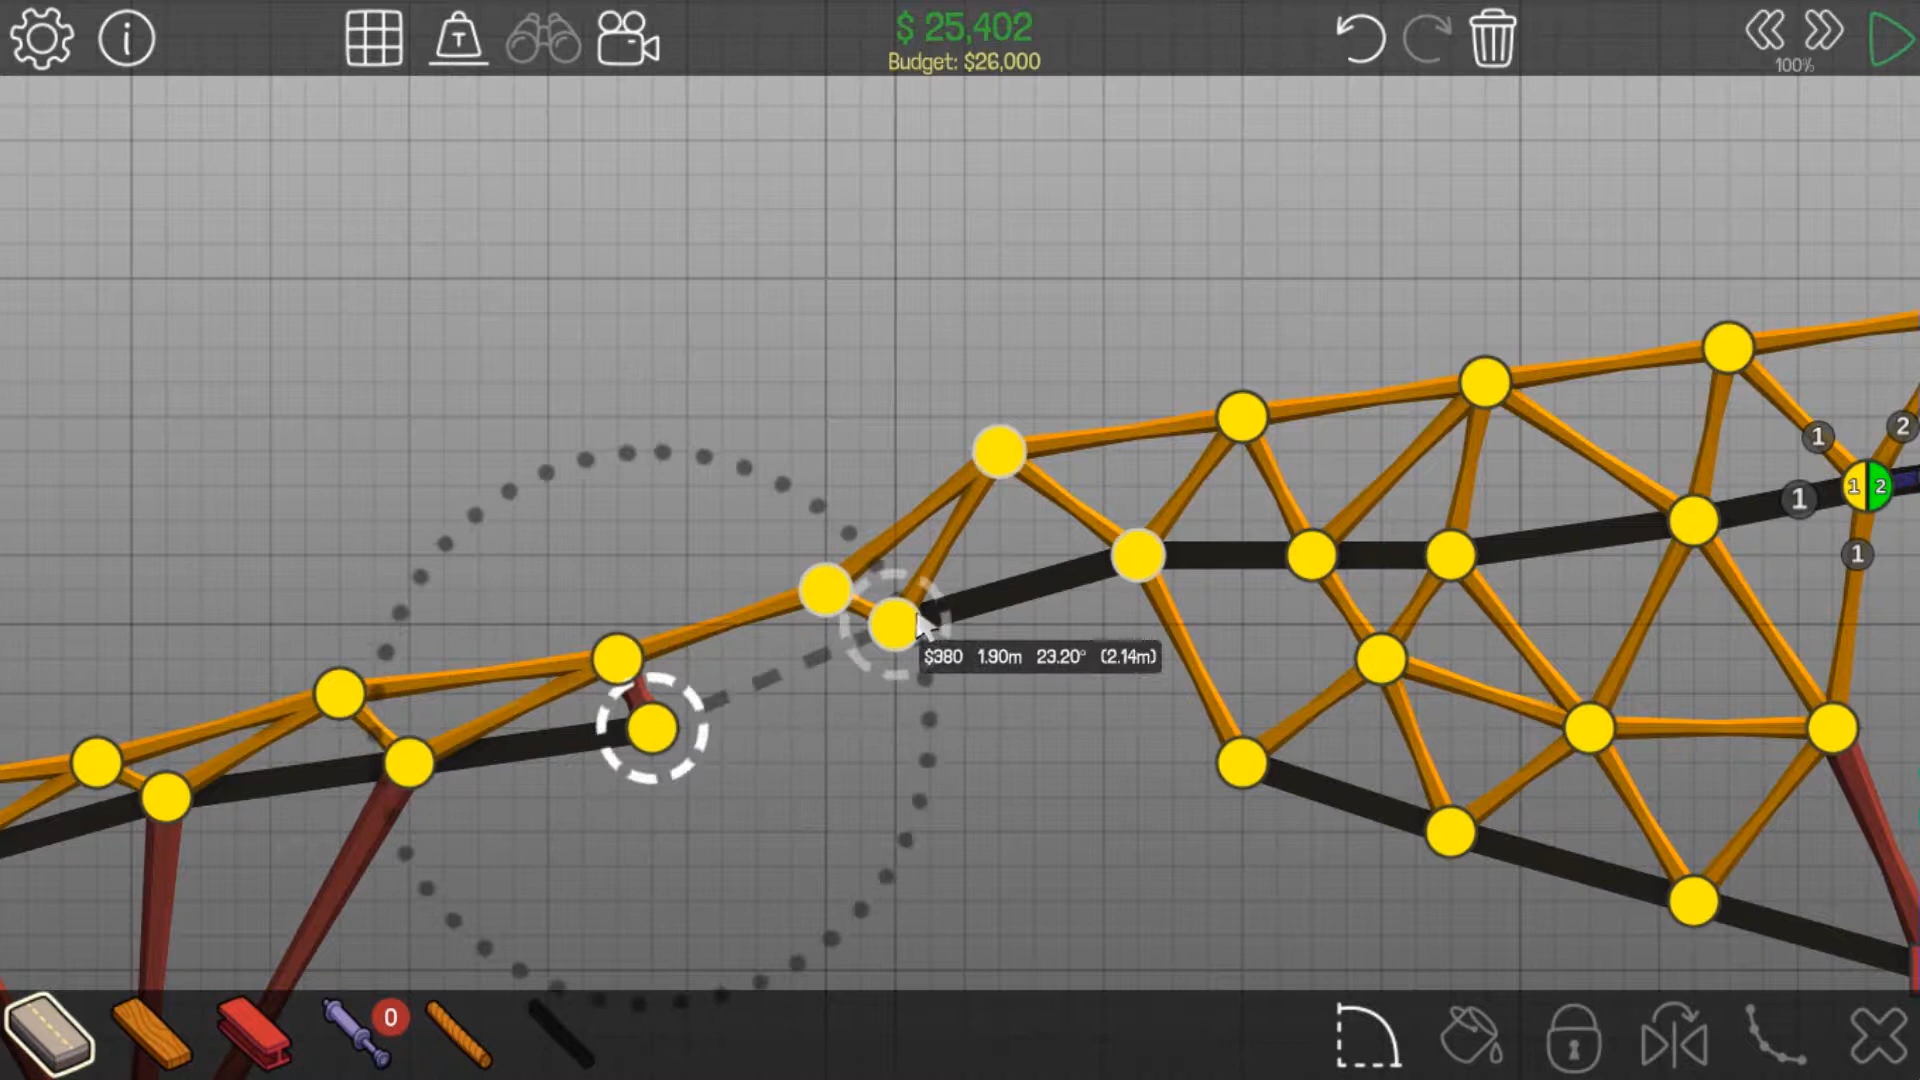 i
T
$ 25,402
Budget: $26,000
100%
1
2
1 2
1
1
$380 1.90m 23.20° (2.14m)
0